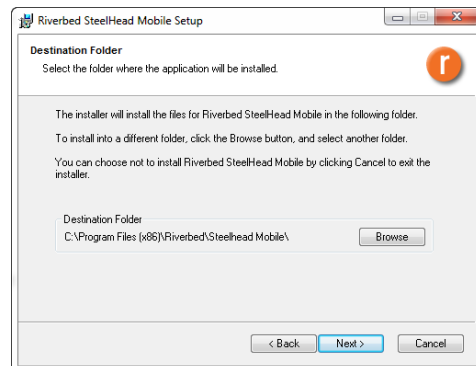 Riverbed SteelHead Mobile Setup
Destination Folder
Select the folder where the application will be installed.
r
The installer will install the files for Riverbed SteelHead Mobile in the following folder.
To install into a different folder, click the Browse button, and select another folder.
You can choose not to install Riverbed SteelHead Mobile by clicking Cancel to exit the
installer.
Destination Folder
C:\Program Files (x86)\Riverbed\Steelhead Mobile\
Browse
< Back
Next >
Cancel